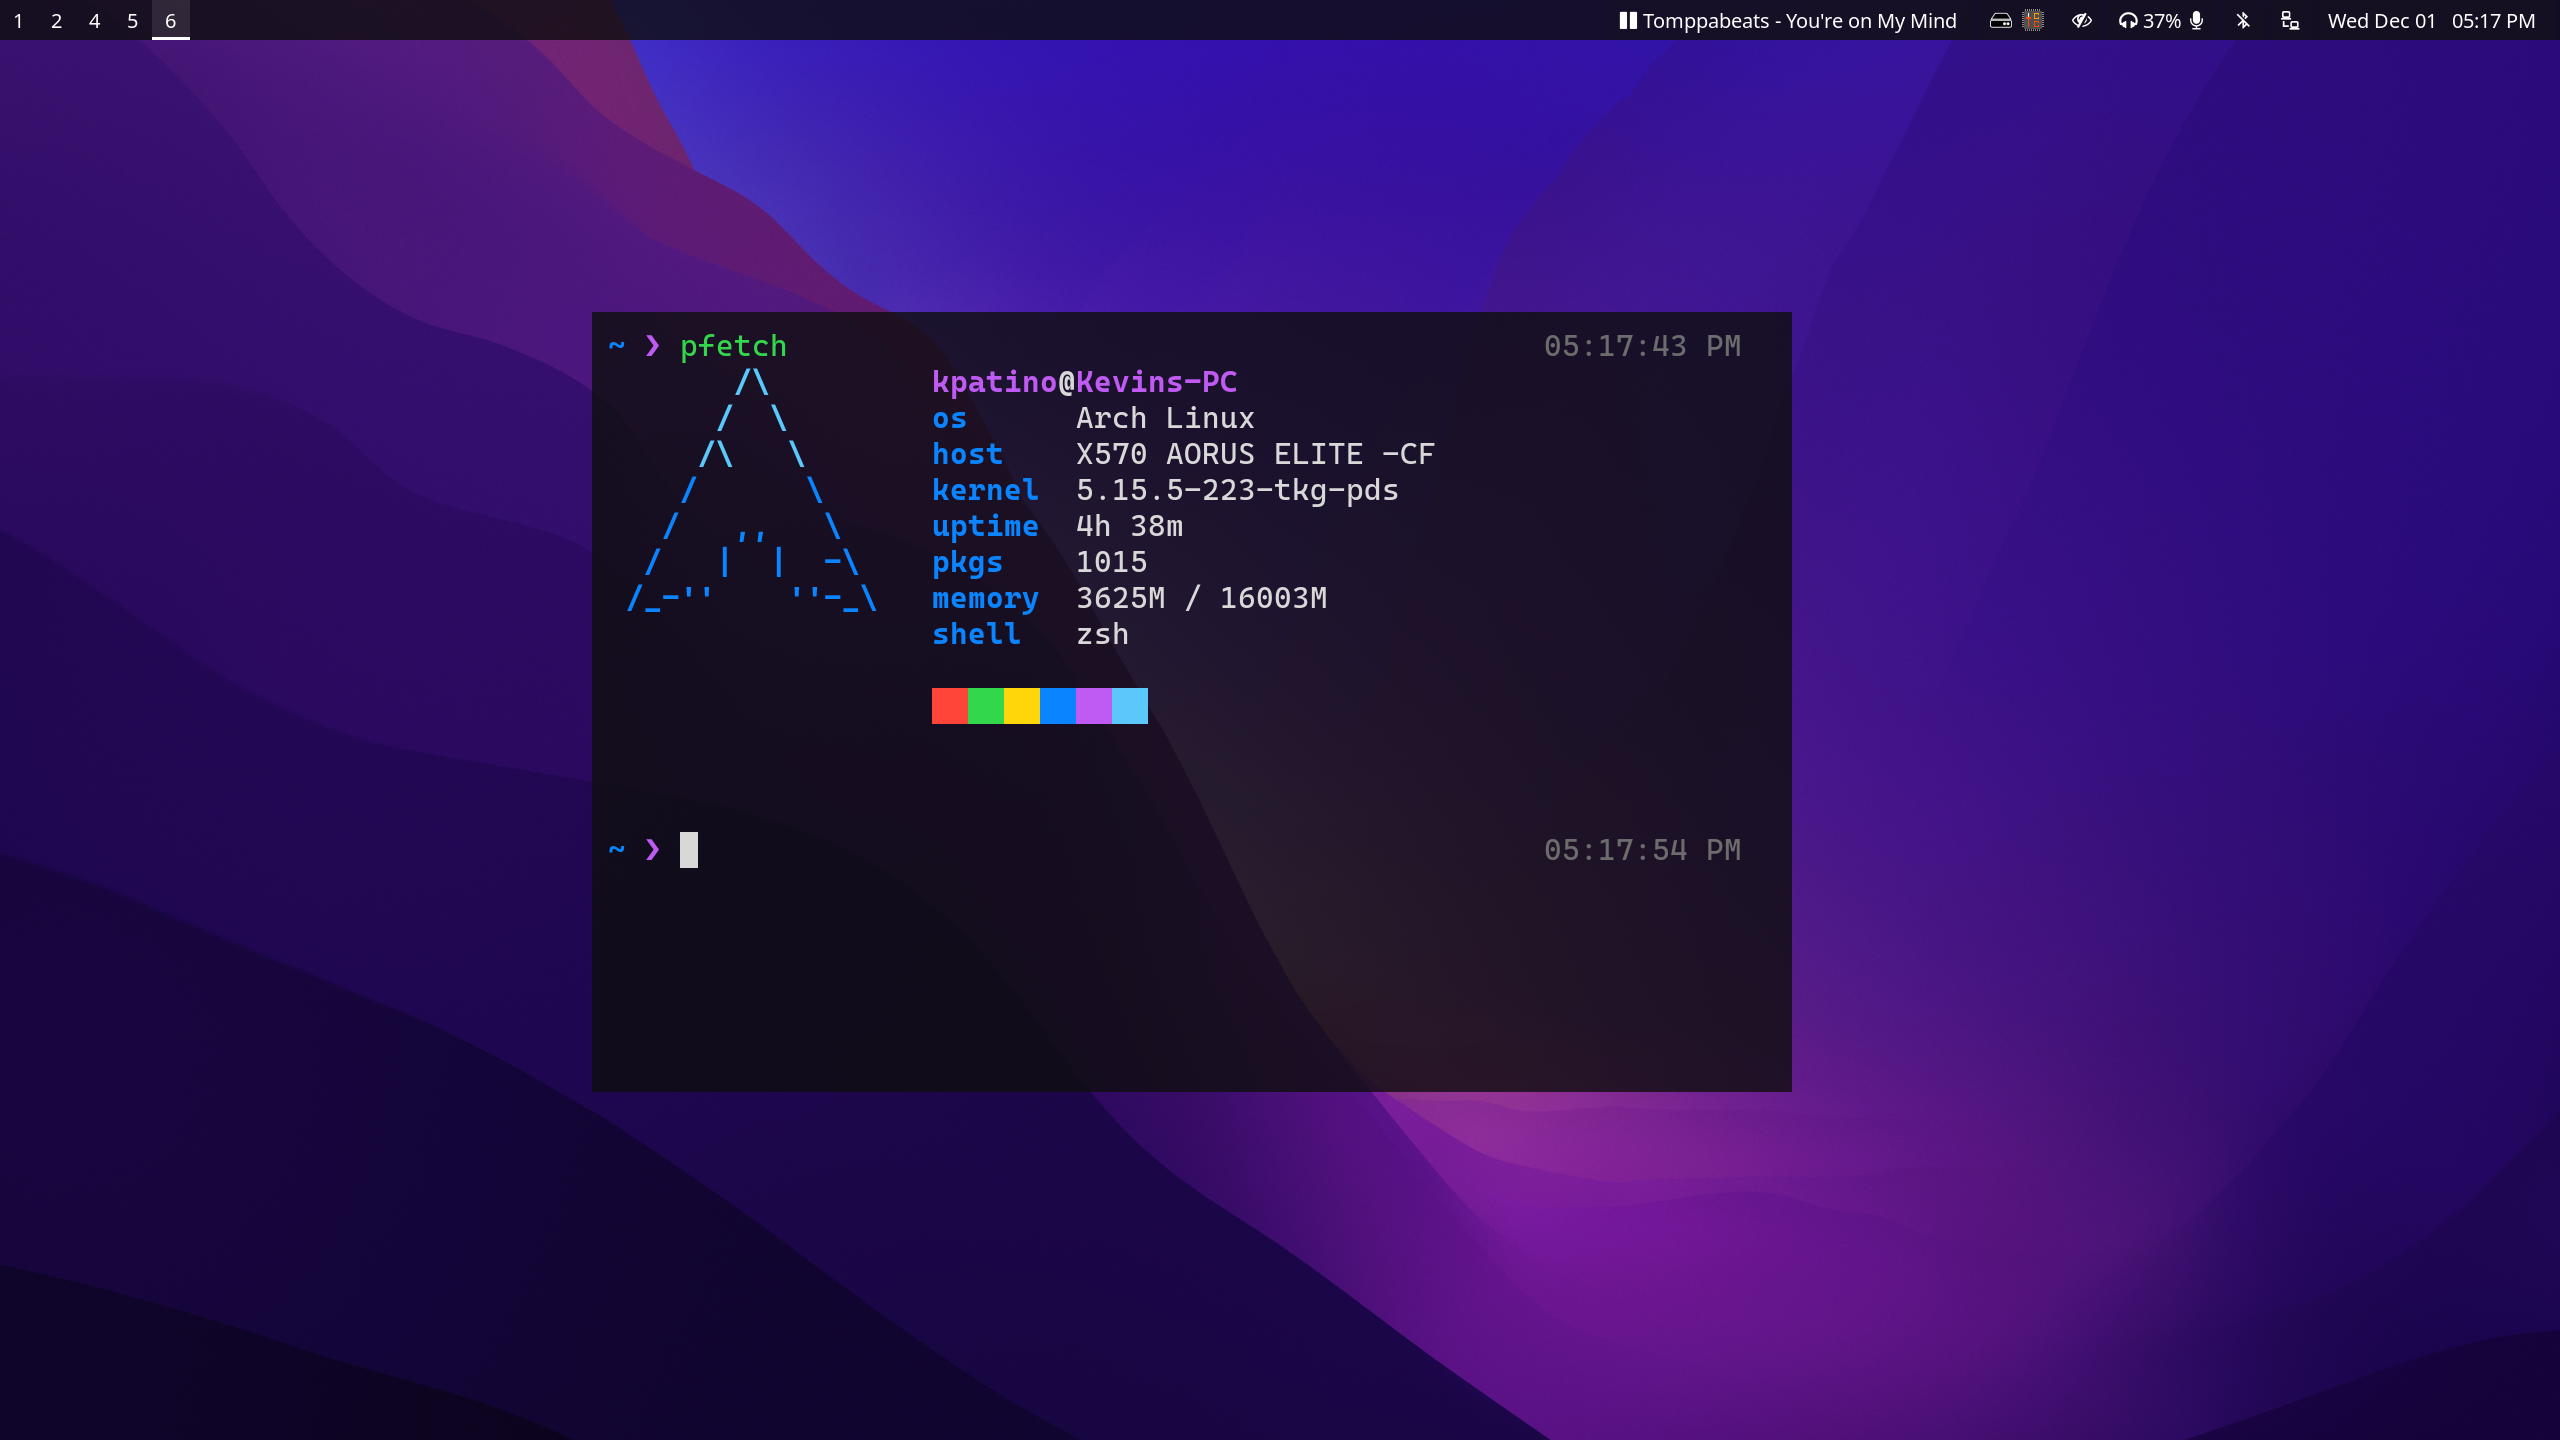 1 2 4 5 6 Tomppabeats - You're on My Mind 37% Wed Dec 01 05:17 PM
~ ❯ pfetch 05:17:43 PM
/\ kpatino@Kevins-PC
/  \ os Arch Linux
/\   \ host X570 AORUS ELITE -CF
/      \ kernel 5.15.5-223-tkg-pds
/   ,,   \ uptime 4h 38m
/   |  |  -\ pkgs 1015
/_-''    ''-_\ memory 3625M / 16003M
shell zsh
~ ❯ 05:17:54 PM